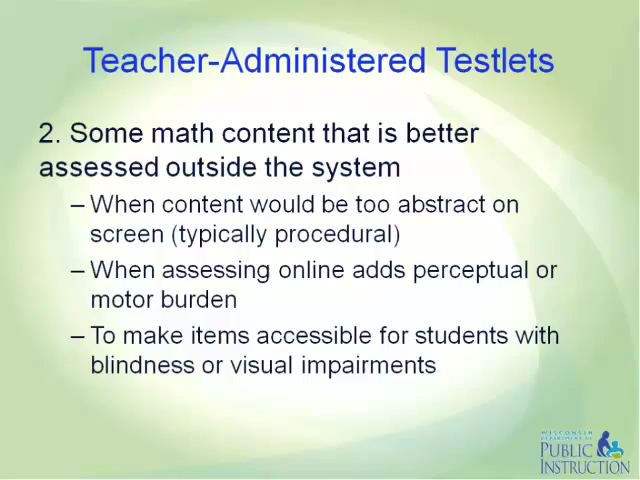 Teacher-Administered Testlets
2. Some math content that is better
assessed outside the system
– When content would be too abstract on
screen (typically procedural)
– When assessing online adds perceptual or
motor burden
– To make items accessible for students with
blindness or visual impairments
WISCONSIN
DEPARTMENT OF
PUBLIC
INSTRUCTION